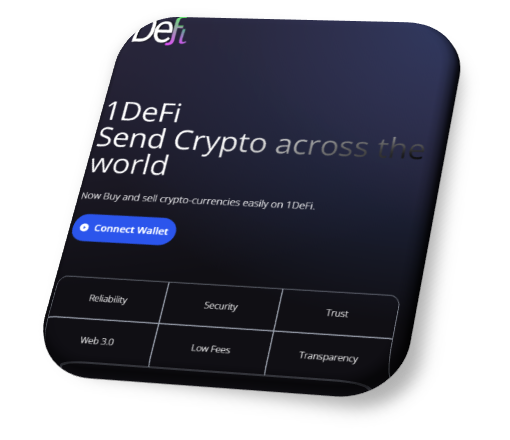 Defi
1DeFi
Send Crypto across the
world
Now Buy and sell crypto-currencies easily on 1DeFi.
Connect Wallet
Reliability
Security
Trust
Web 3.0
Low Fees
Transparency